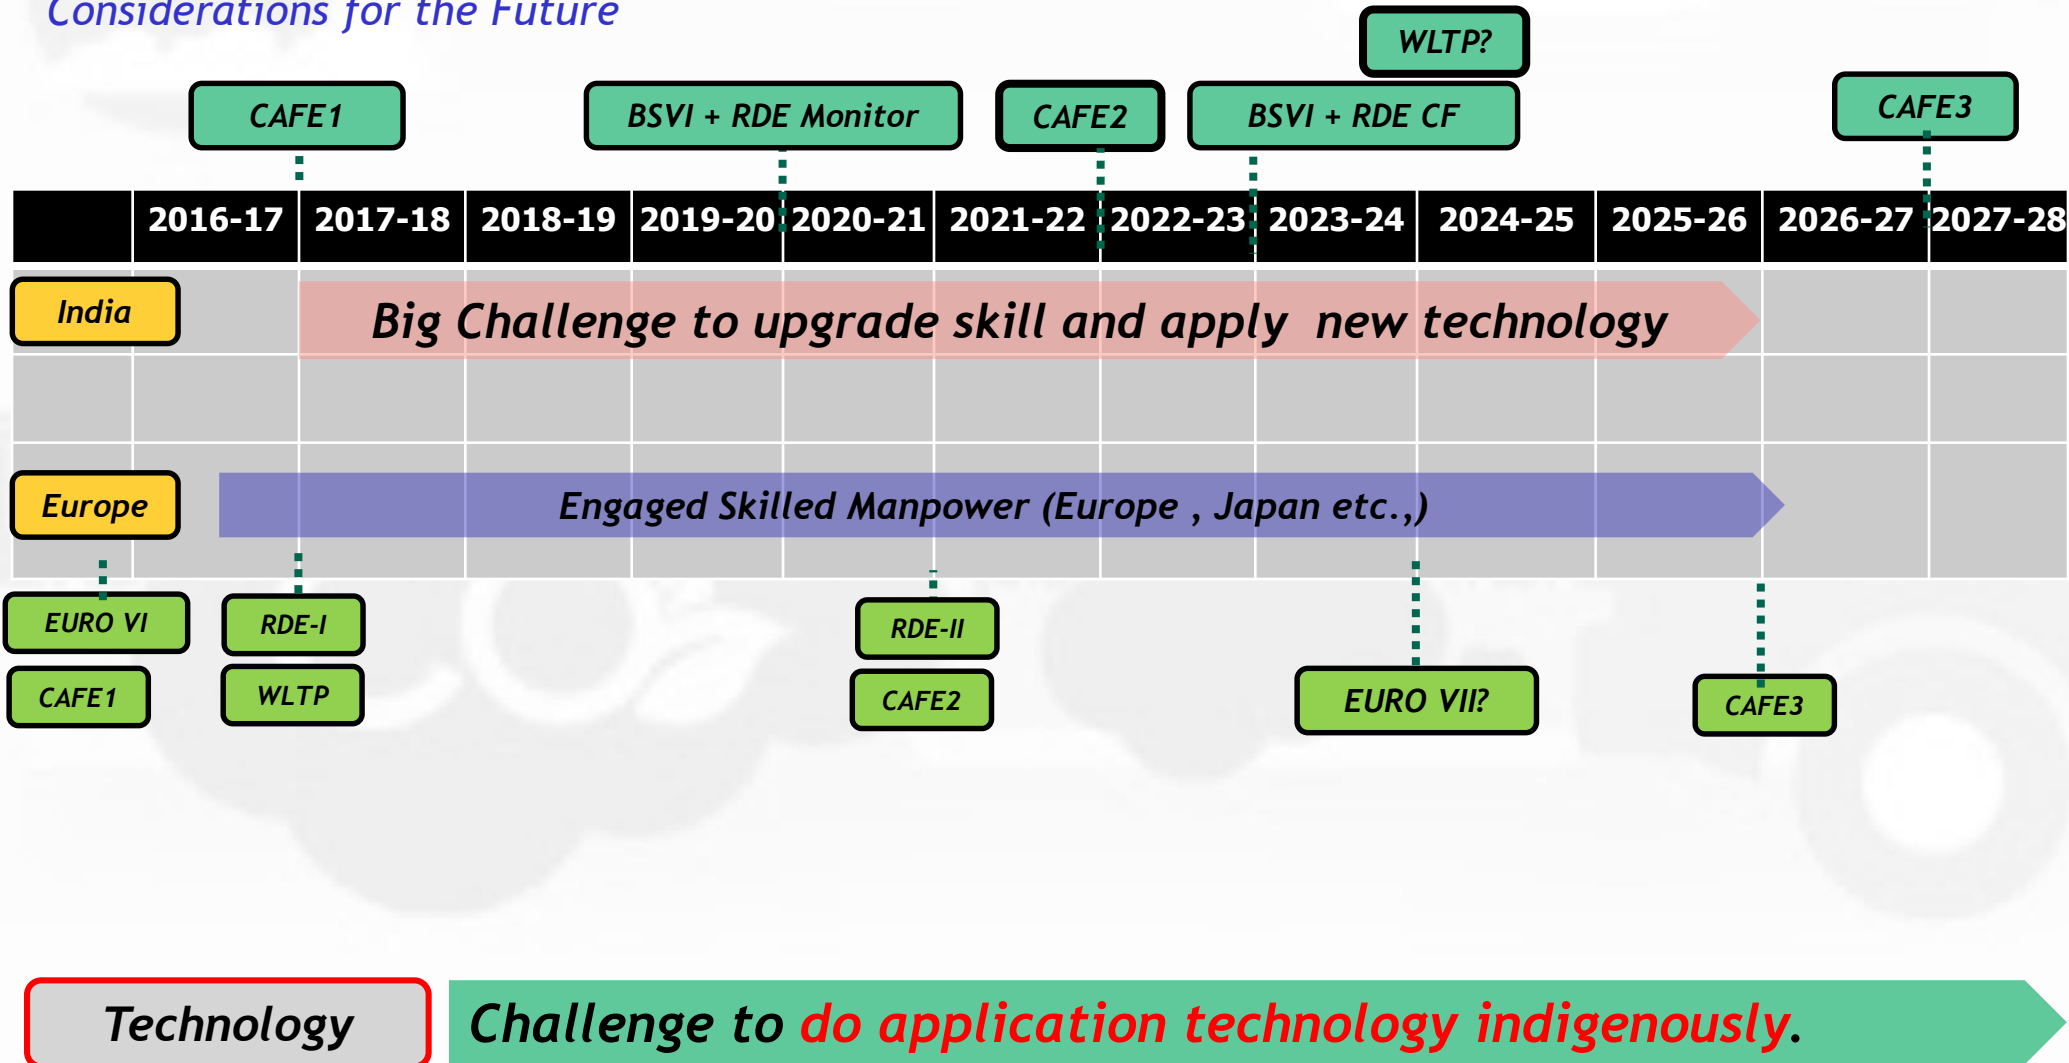 Considerations for the Future
WLTP?
CAFE1
BSVI + RDE Monitor
CAFE2
BSVI + RDE CF
CAFE3
2016-17 2017-18 2018-19 2019-20 2020-21 2021-22 2022-23 2023-24 2024-25 2025-26 2026-27 2027-28
India
Big Challenge to upgrade skill and apply new technology
Europe
Engaged Skilled Manpower (Europe , Japan etc.,)
EURO VI
RDE-I
RDE-II
CAFE1
WLTP
CAFE2
EURO VII?
CAFE3
Technology
Challenge to do application technology indigenously.